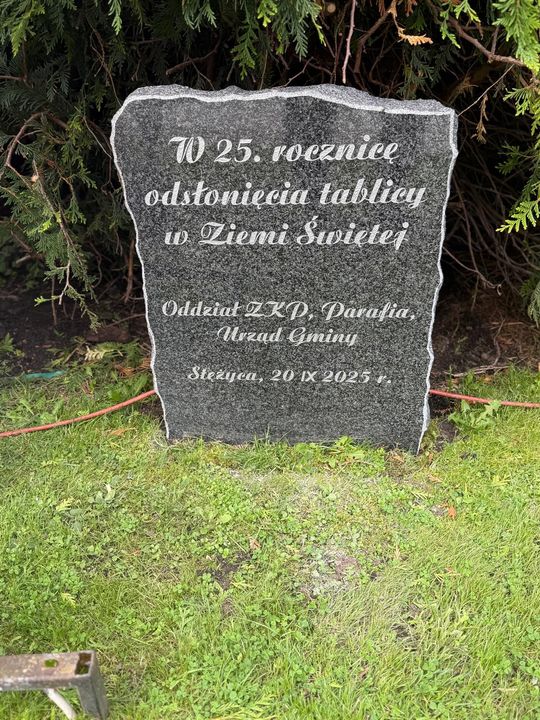 W 25. rocznicę
odsłonięcia tablicy
w Ziemi Świętej
Oddział ZKP, Parafia,
Urząd Gminy
Stężyca, 20 IX 2025 r.